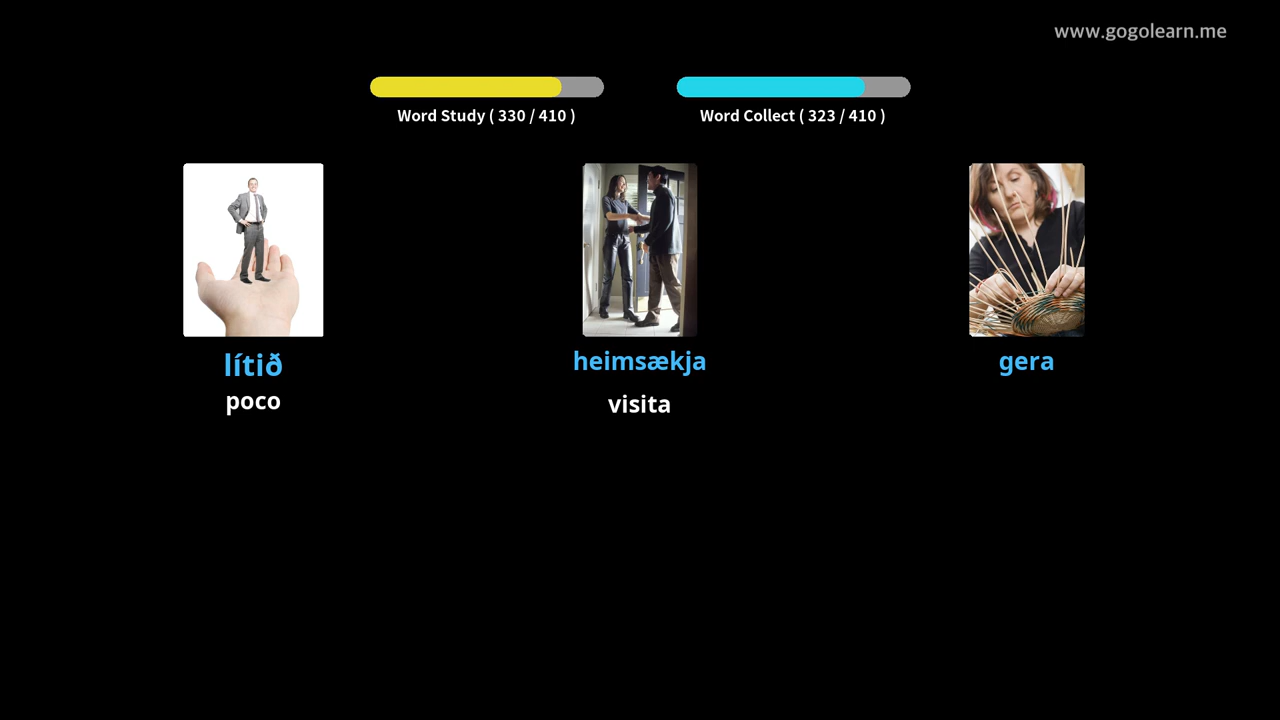 www.gogolearn.me
Word Study ( 330 / 410 )
Word Collect ( 323 / 410 )
lítið
poco
heimsækja
visita
gera